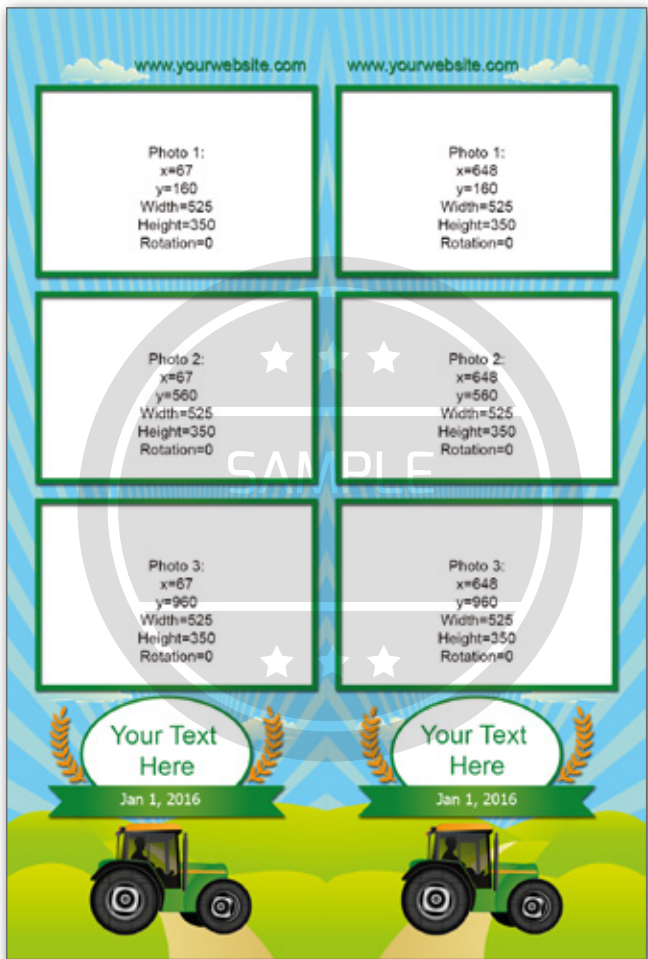 www.yourwebsite.com
www.yourwebsite.com
Photo 1:
x=67
y=160
Width=525
Height=350
Rotation=0
Photo 1:
x=648
y=160
Width=525
Height=350
Rotation=0
Photo 2:
x=67
y=560
Width=525
Height=350
Rotation=0
Photo 2:
x=648
y=560
Width=525
Height=350
Rotation=0
SAMPLE
Photo 3:
x=67
y=960
Width=525
Height=350
Rotation=0
Photo 3:
x=648
y=960
Width=525
Height=350
Rotation=0
Your Text
Here
Jan 1, 2016
Your Text
Here
Jan 1, 2016